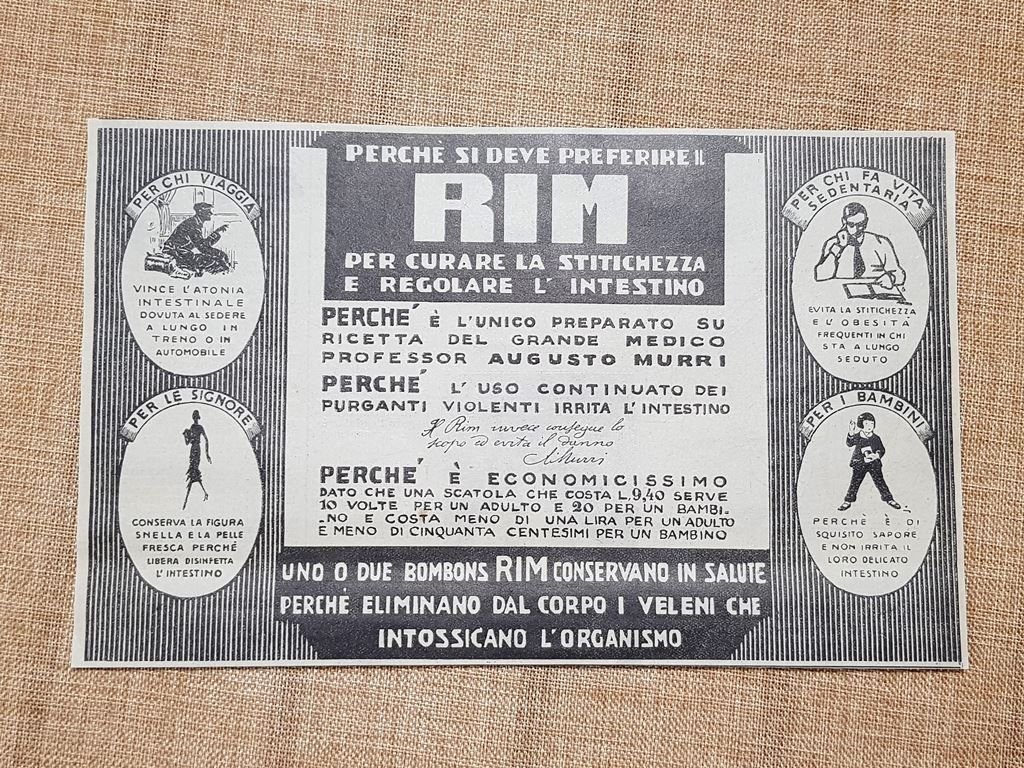 PERCHÈ SI DEVE PREFERIRE IL
RIM
PER CURARE LA STITICHEZZA
E REGOLARE L' INTESTINO
PERCHE' È L'UNICO PREPARATO SU
RICETTA DEL GRANDE MEDICO
PROFESSOR AUGUSTO MURRI
PERCHE' L'USO CONTINUATO DEI
PURGANTI VIOLENTI IRRITA L'INTESTINO
Il Rim invece consegue lo
scopo ed evita il danno
A. Murri
PERCHE' È ECONOMICISSIMO
DATO CHE UNA SCATOLA CHE COSTA L.9,40 SERVE
10 VOLTE PER UN ADULTO E 20 PER UN BAMBI-
-NO E COSTA MENO DI UNA LIRA PER UN ADULTO
E MENO DI CINQUANTA CENTESIMI PER UN BAMBINO
UNO O DUE BOMBONS RIM CONSERVANO IN SALUTE
PERCHÈ ELIMINANO DAL CORPO I VELENI CHE
INTOSSICANO L'ORGANISMO
PER CHI VIAGGIA
VINCE L'ATONIA
INTESTINALE
DOVUTA AL SEDERE
A LUNGO IN
TRENO O IN
AUTOMOBILE
PER LE SIGNORE
CONSERVA LA FIGURA
SNELLA E LA PELLE
FRESCA PERCHÉ
LIBERA DISINFETTA
L'INTESTINO
PER CHI FA VITA
SEDENTARIA
EVITA LA STITICHEZZA
E L'OBESITÀ
FREQUENTI IN CHI
STA A LUNGO
SEDUTO
PER I BAMBINI
PERCHÈ È DI
SQUISITO SAPORE
E NON IRRITA IL
LORO DELICATO
INTESTINO